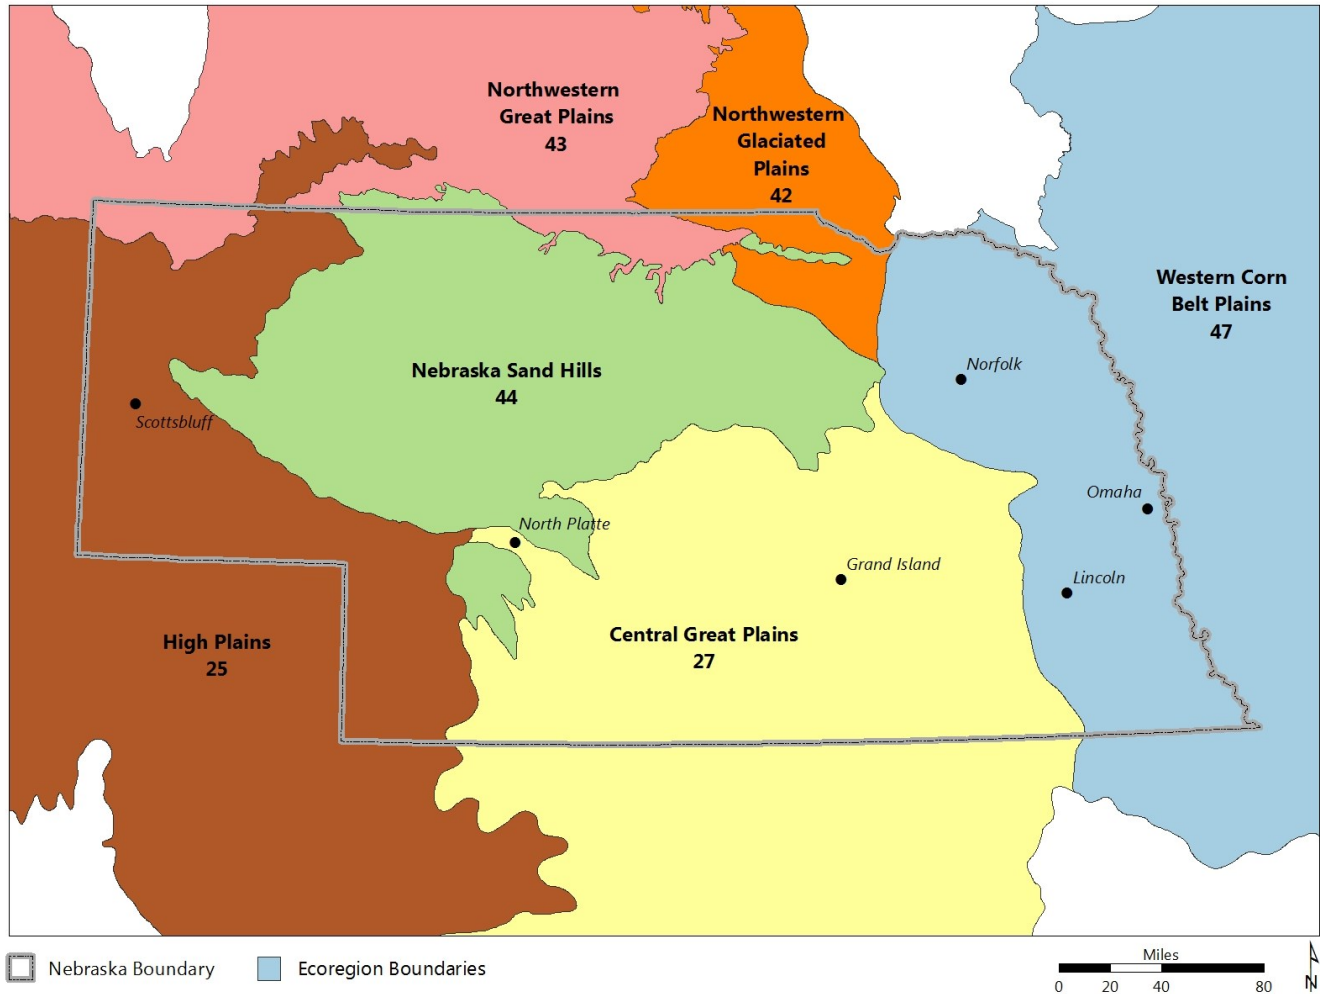 Northwestern
Great Plains
43
Northwestern
Glaciated
Plains
42
Western Corn
Belt Plains
47
Nebraska Sand Hills
44
Norfolk
Scottsbluff
Omaha
North Platte
Grand Island
Lincoln
High Plains
25
Central Great Plains
27
Nebraska Boundary
Ecoregion Boundaries
Miles
0 20 40 80
N